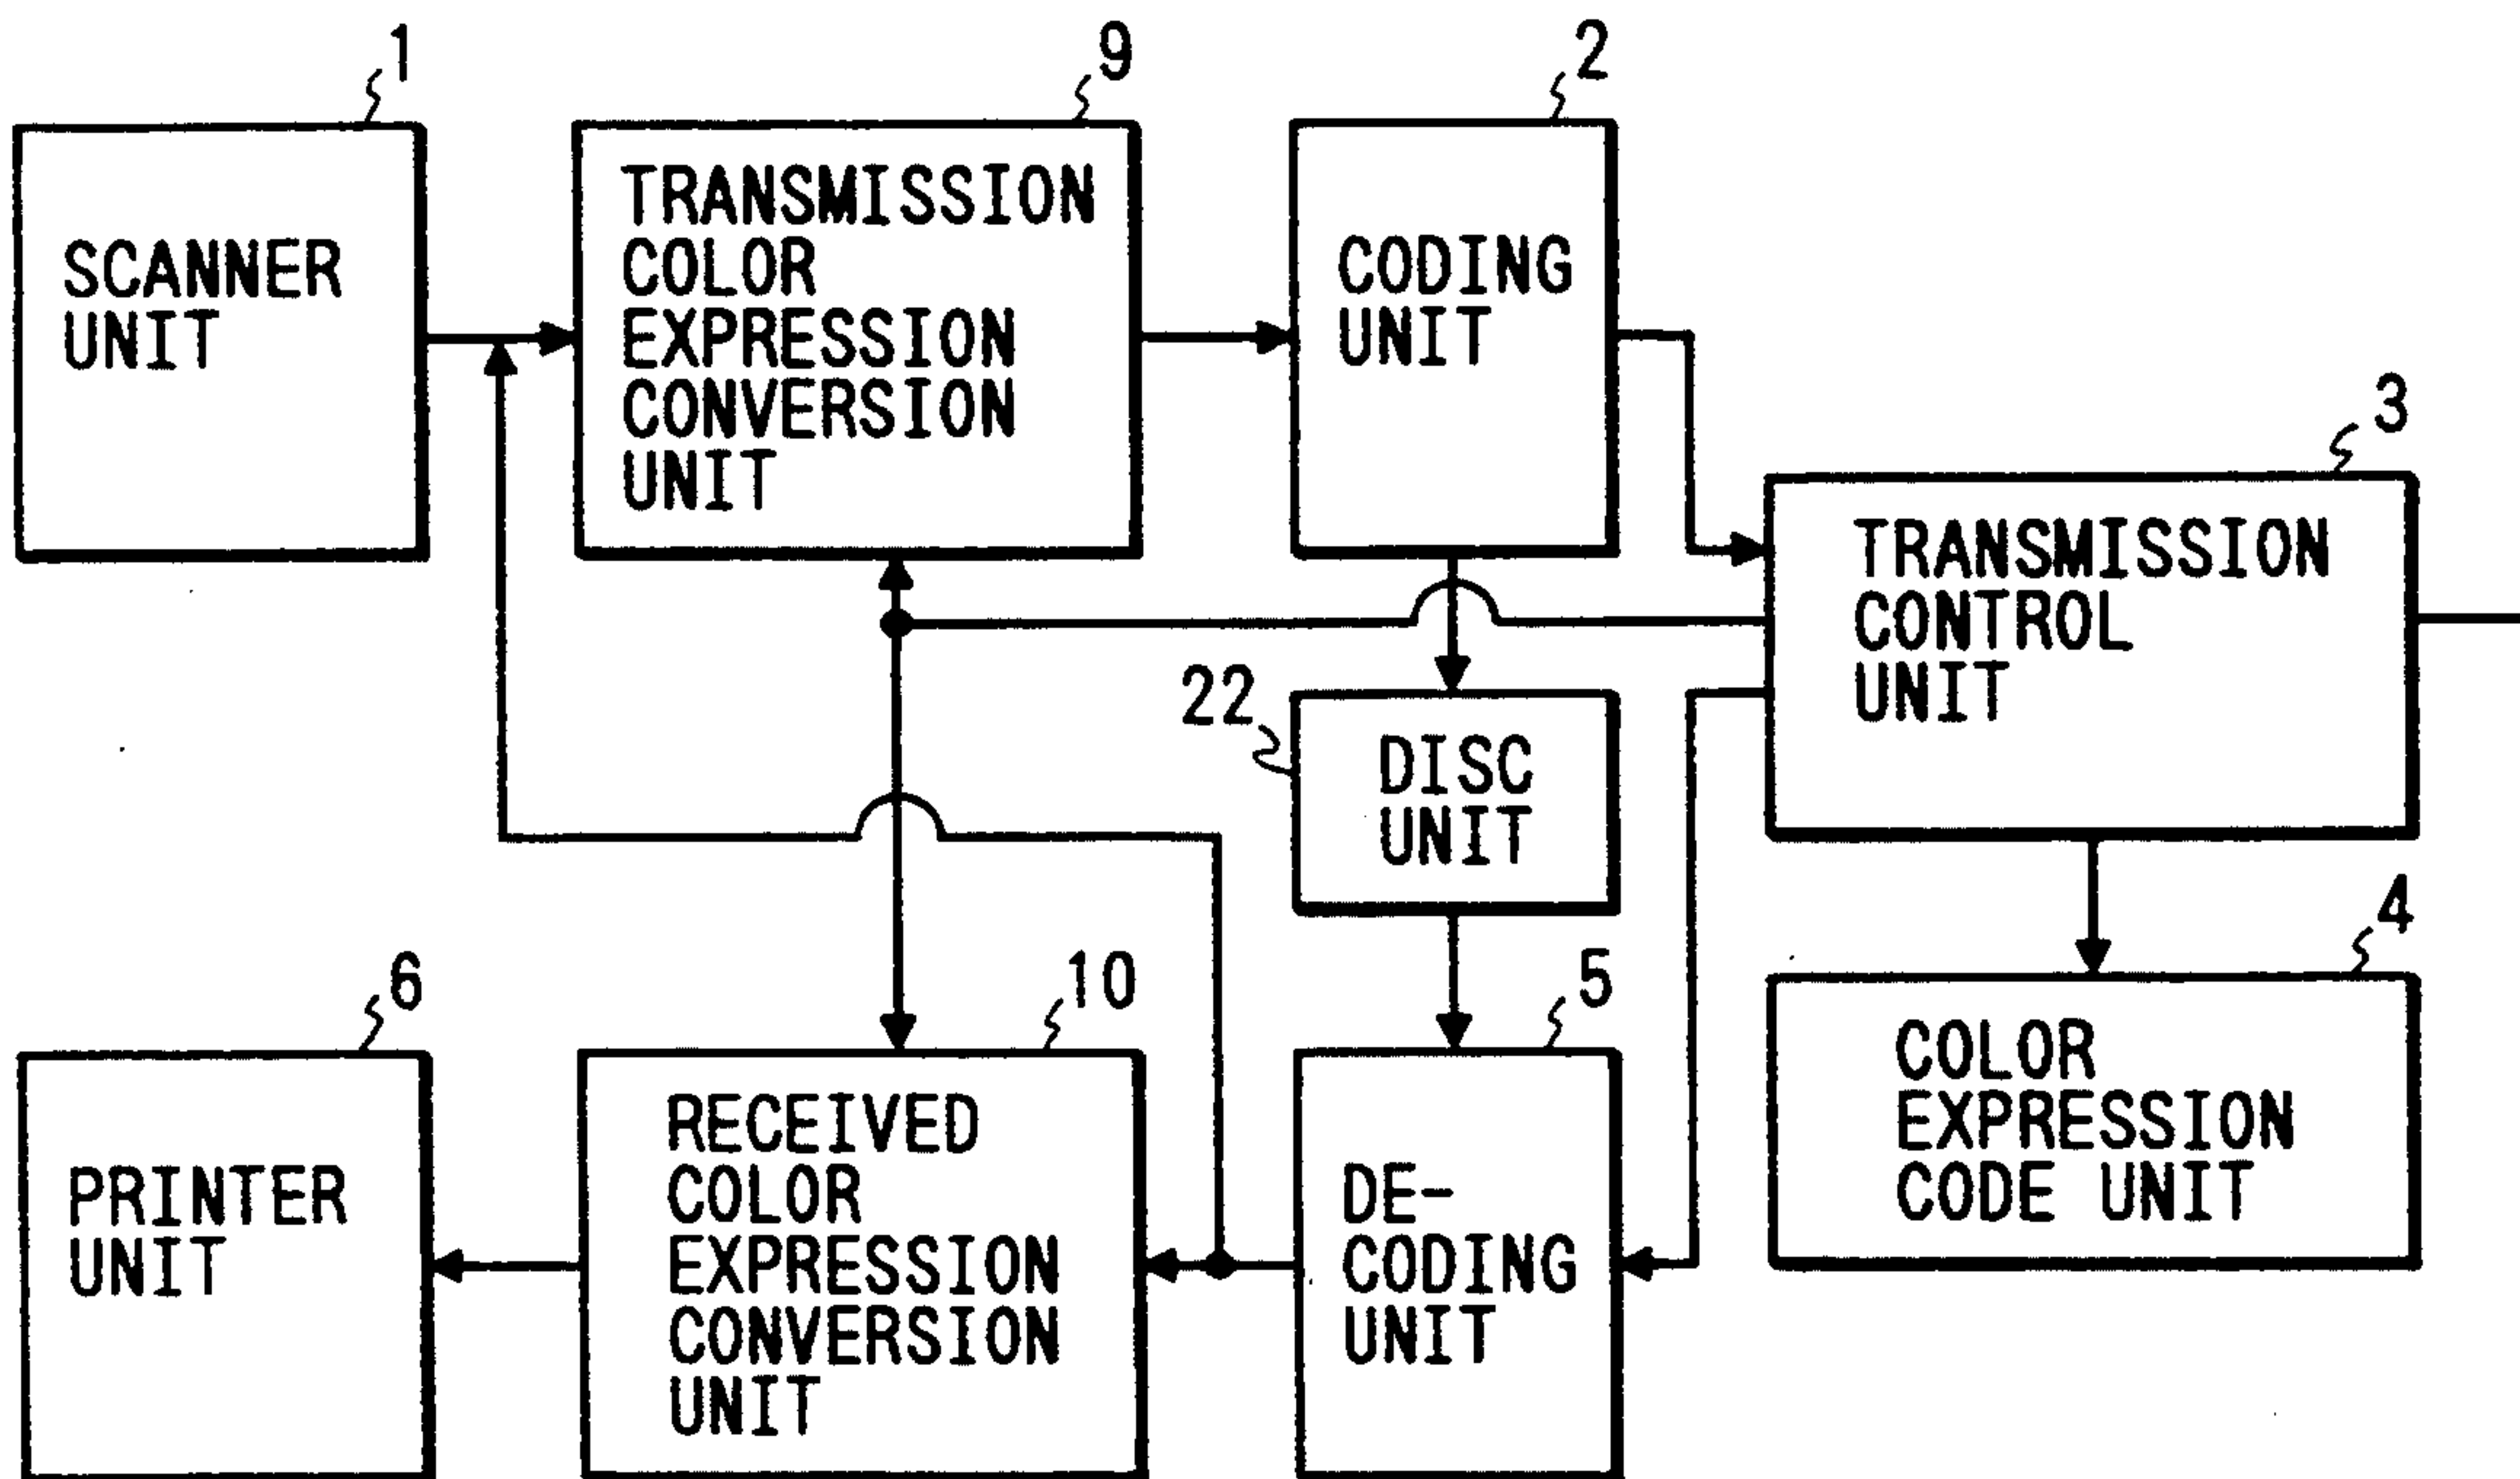 1
SCANNER
UNIT
9
TRANSMISSION
COLOR
EXPRESSION
CONVERSION
UNIT
2
CODING
UNIT
3
TRANSMISSION
CONTROL
UNIT
22
DISC
UNIT
4
COLOR
EXPRESSION
CODE UNIT
6
PRINTER
UNIT
10
RECEIVED
COLOR
EXPRESSION
CONVERSION
UNIT
5
DE-
CODING
UNIT